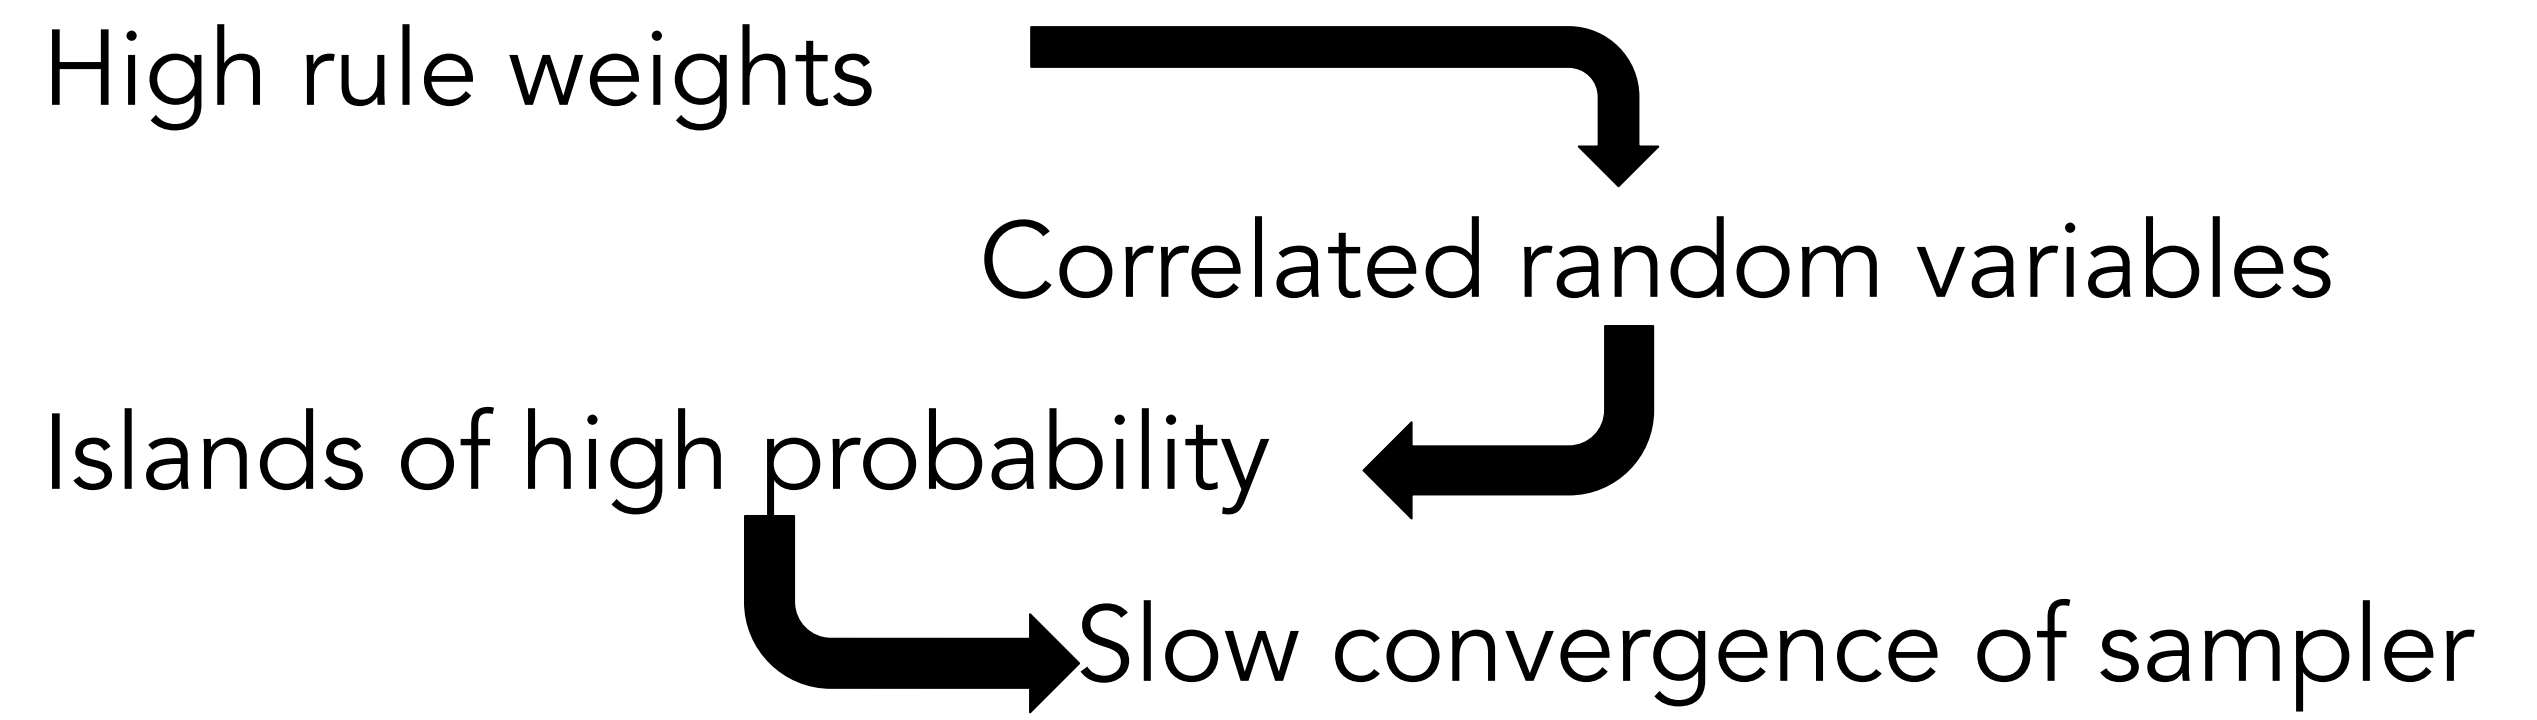 High rule weights
Correlated random variables
Islands of high probability
Slow convergence of sampler